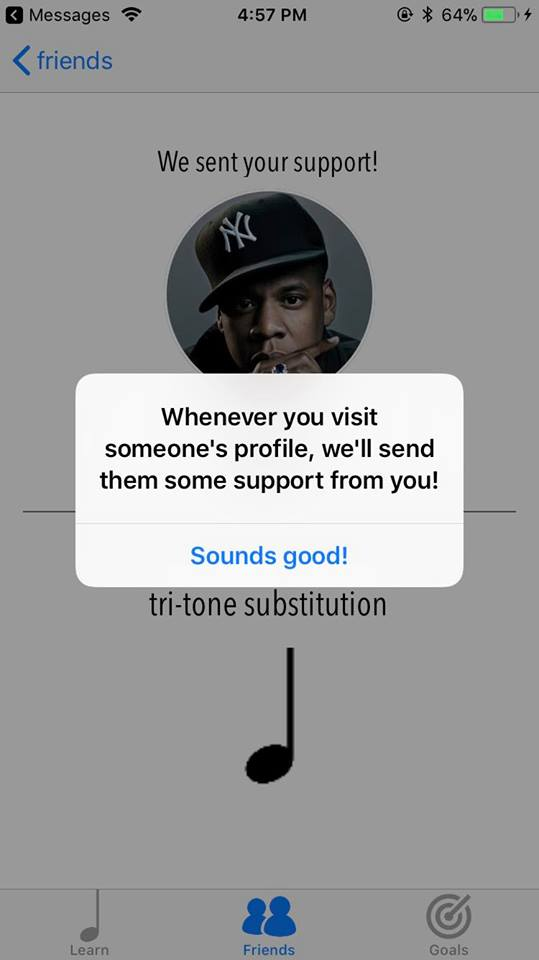 Messages 4:57 PM 64%
friends
We sent your support!
NY
Whenever you visit
someone's profile, we'll send
them some support from you!
Sounds good!
tri-tone substitution
Learn Friends Goals